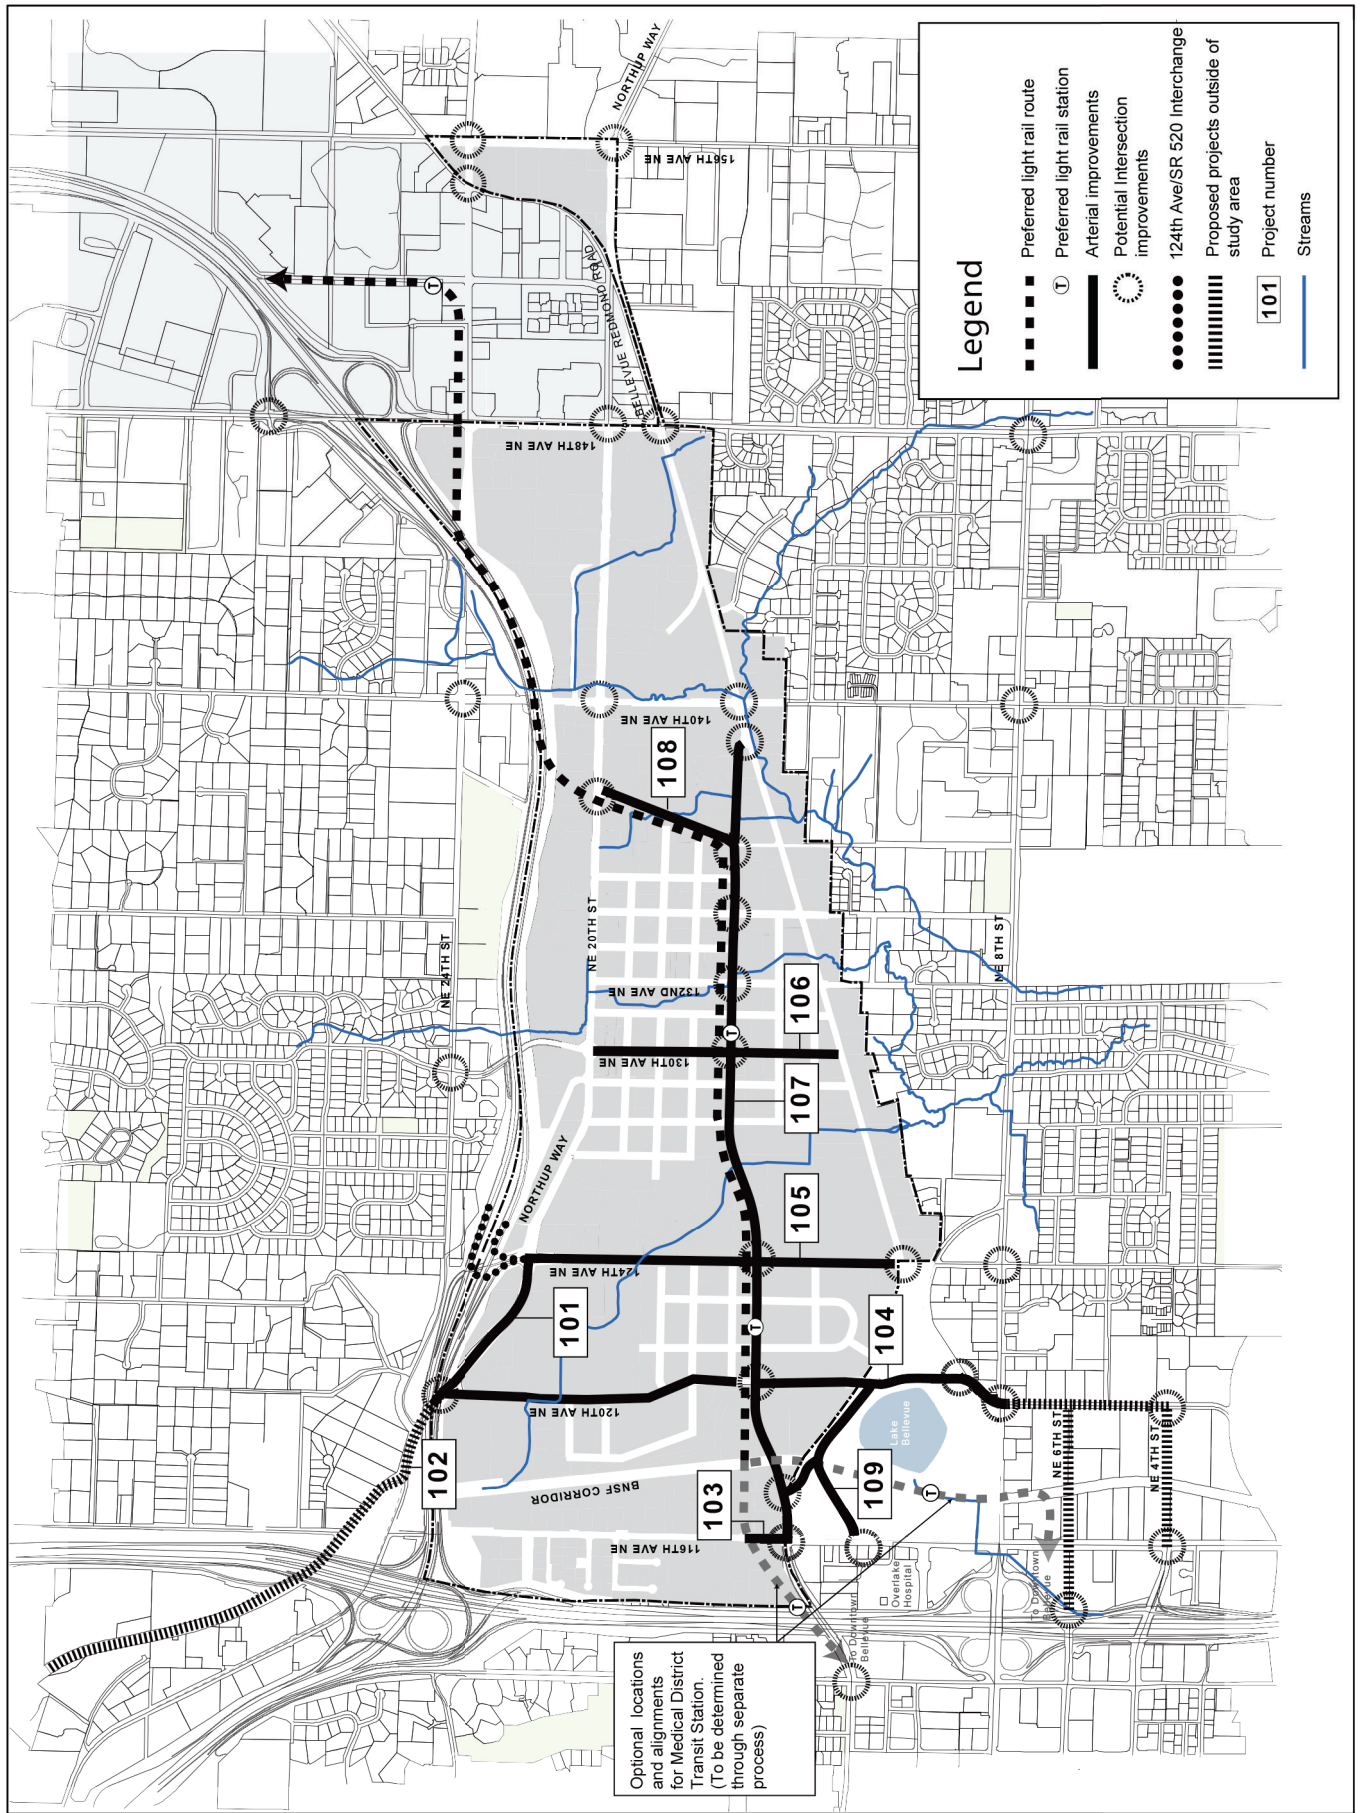 Legend
Preferred light rail route
T
Preferred light rail station
Arterial improvements
Potential Intersection
improvements
124th Ave/SR 520 Interchange
Proposed projects outside of
study area
101
Project number
Streams
Optional locations
and alignments
for Medical District
Transit Station.
(To be determined
through separate
process)
NE 24TH ST
NORTHUP WAY
NE 20TH ST
BELLEVUE REDMOND ROAD
NORTHUP WAY
116TH AVE NE
BNSF CORRIDOR
120TH AVE NE
124TH AVE NE
130TH AVE NE
132ND AVE NE
140TH AVE NE
148TH AVE NE
156TH AVE NE
NE 8TH ST
NE 6TH ST
NE 4TH ST
Lake
Bellevue
Overlake
Hospital
To Downtown
Bellevue
To Downtown
Bellevue
101
102
103
104
105
106
107
108
109
T
T
T
T
T